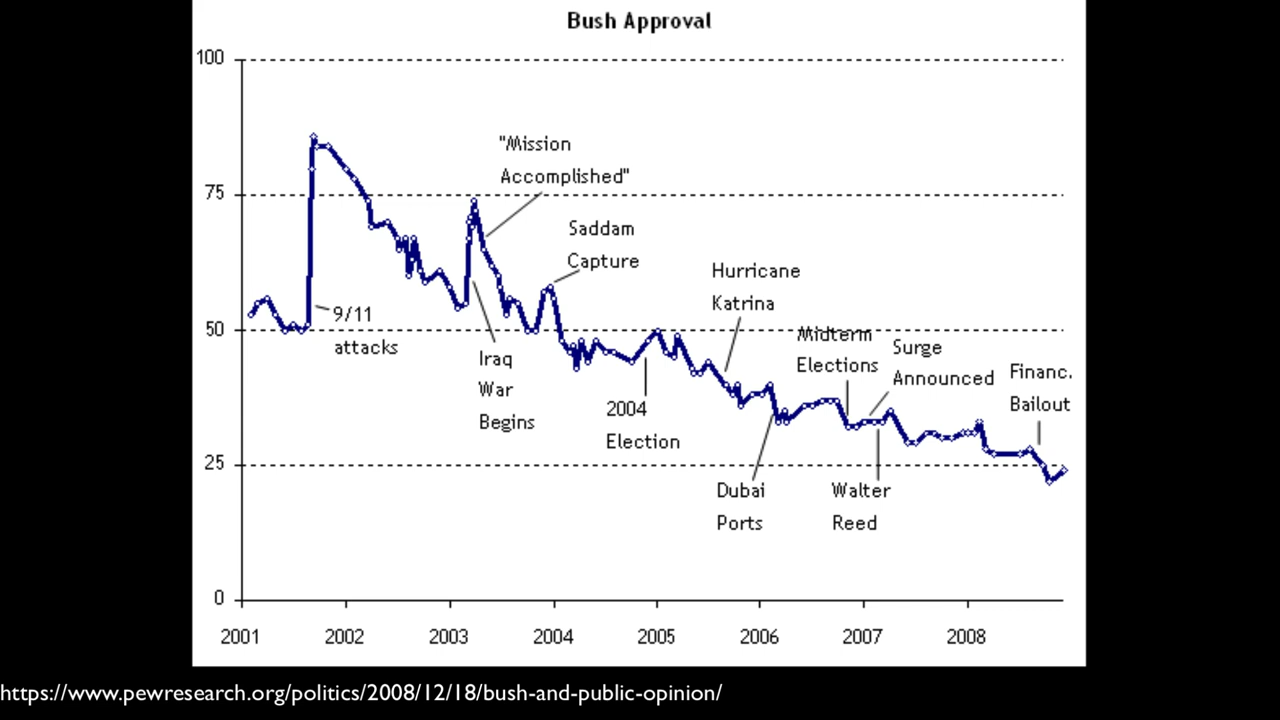 Bush Approval
100
75
50
25
0
"Mission
Accomplished"
Saddam
Capture
Hurricane
Katrina
9/11
attacks
Iraq
War
Begins
2004
Election
Midterm
Elections
Surge
Announced
Financ.
Bailout
Dubai
Ports
Walter
Reed
2001 2002 2003 2004 2005 2006 2007 2008
https://www.pewresearch.org/politics/2008/12/18/bush-and-public-opinion/